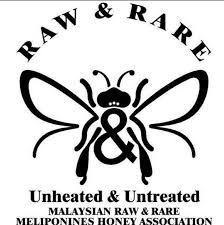 RAW & RARE
&
Unheated & Untreated
MALAYSIAN RAW & RARE
MELIPONINES HONEY ASSOCIATION